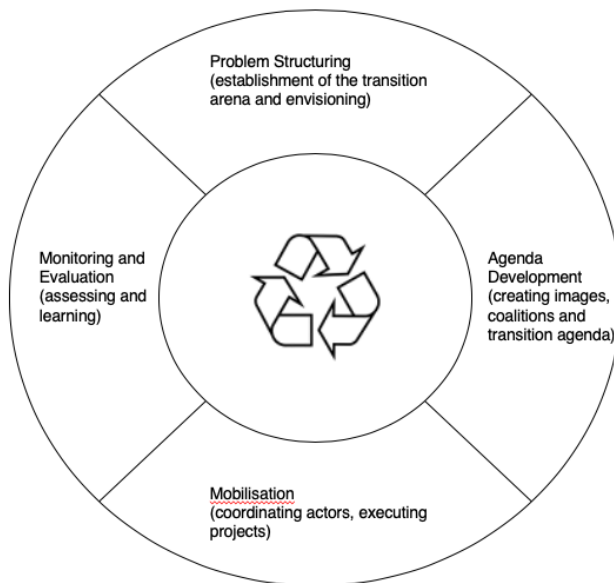 Problem Structuring
(establishment of the transition
arena and envisioning)
Monitoring and
Evaluation
(assessing and
learning)
Agenda
Development
(creating images,
coalitions and
transition agenda)
Mobilisation
(coordinating actors, executing
projects)